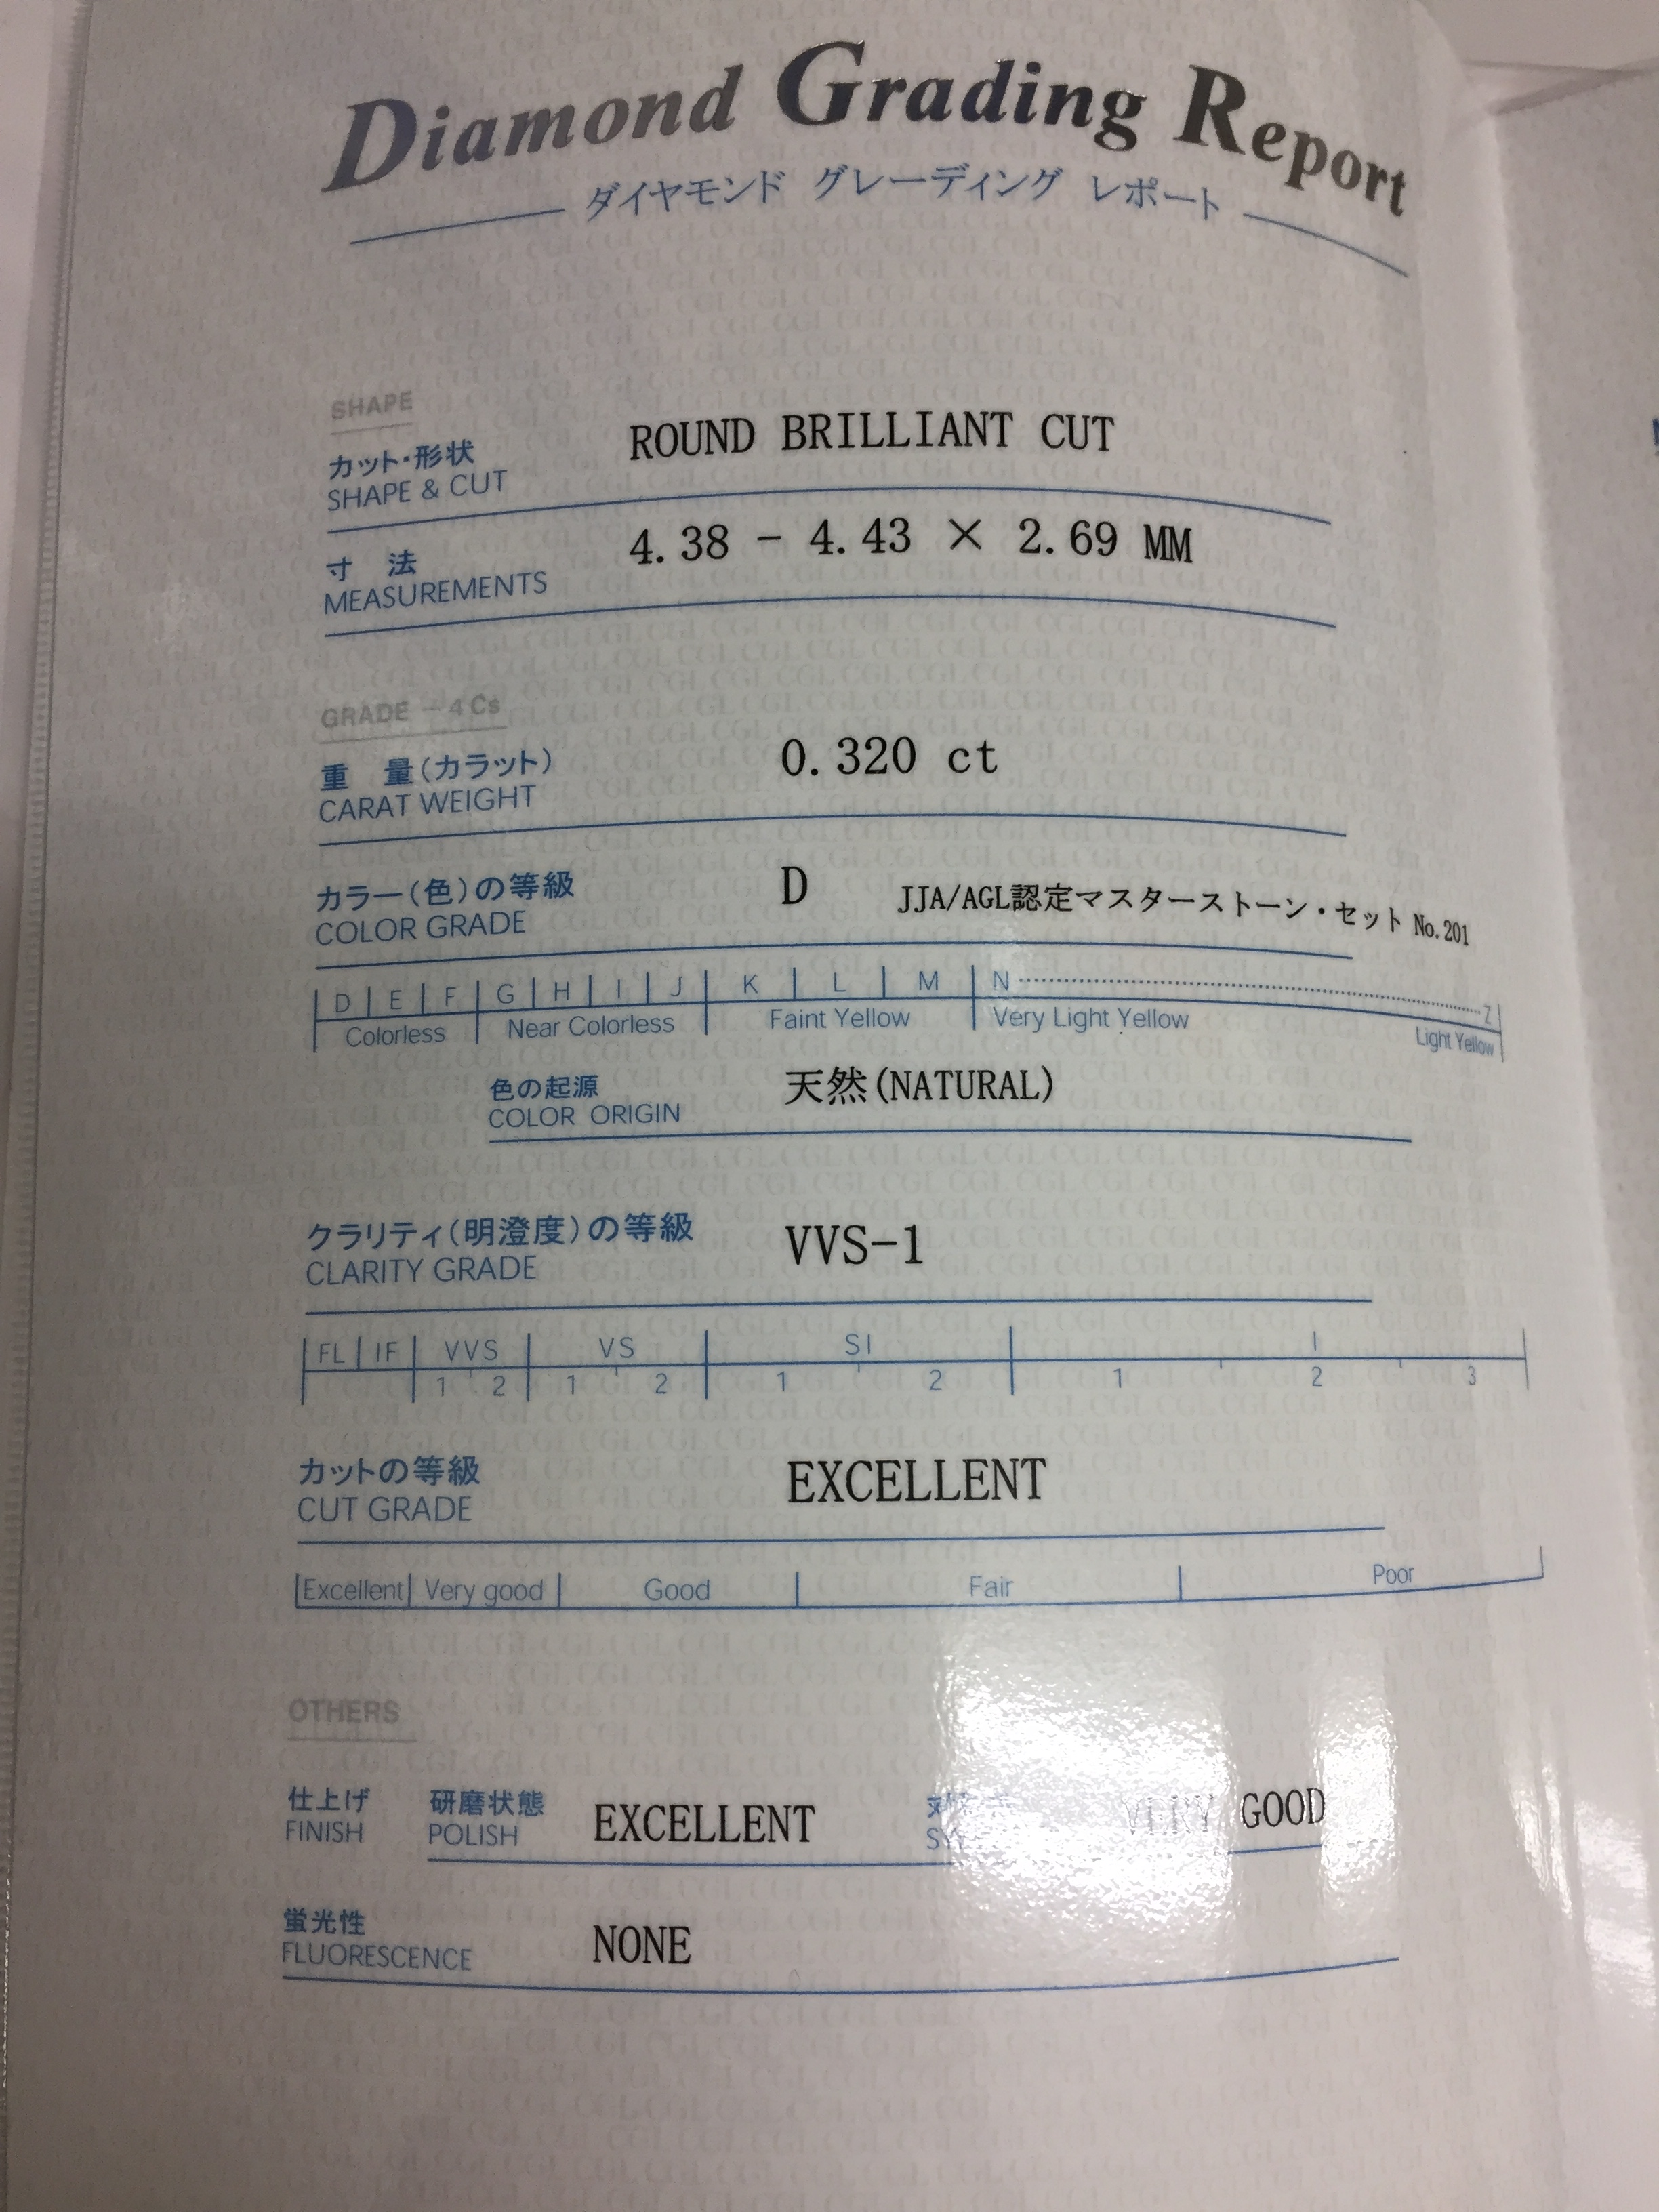 Diamond Grading Report
ダイヤモンド グレーディング レポート
SHAPE
カット・形状
SHAPE & CUT
ROUND BRILLIANT CUT
寸 法
MEASUREMENTS
4.38 - 4.43 × 2.69 MM
GRADE - 4Cs
重 量(カラット)
CARAT WEIGHT
0.320 ct
カラー(色)の等級
COLOR GRADE
D JJA/AGL認定マスターストーン・セット No.201
D E F G H I J K L M N Z
Colorless Near Colorless Faint Yellow Very Light Yellow Light Yellow
色の起源
COLOR ORIGIN
天然(NATURAL)
クラリティ(明澄度)の等級
CLARITY GRADE
VVS-1
FL IF VVS VS SI I
1 2 1 2 1 2 1 2 3
カットの等級
CUT GRADE
EXCELLENT
Excellent Very good Good Fair Poor
OTHERS
仕上げ
FINISH
研磨状態
POLISH
EXCELLENT
VERY GOOD
蛍光性
FLUORESCENCE
NONE